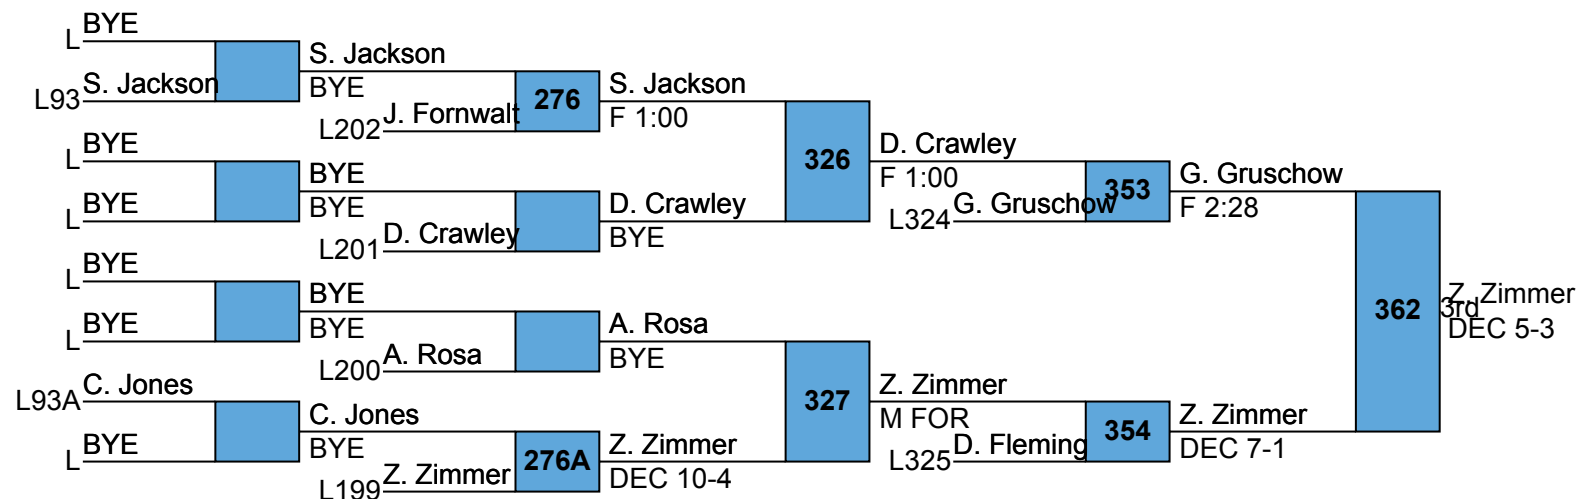 BYE
L
S. Jackson
L93
S. Jackson
BYE
J. Fornwalt
L202
276
S. Jackson
F 1:00
BYE
L
BYE
L
BYE
BYE
D. Crawley
L201
D. Crawley
BYE
326
D. Crawley
F 1:00
G. Gruschow
L324
353
G. Gruschow
F 2:28
BYE
L
BYE
L
BYE
BYE
A. Rosa
L200
A. Rosa
BYE
C. Jones
L93A
BYE
L
C. Jones
BYE
Z. Zimmer
L199
276A
Z. Zimmer
DEC 10-4
327
Z. Zimmer
M FOR
D. Fleming
L325
354
Z. Zimmer
DEC 7-1
362
3rd
Z. Zimmer
DEC 5-3